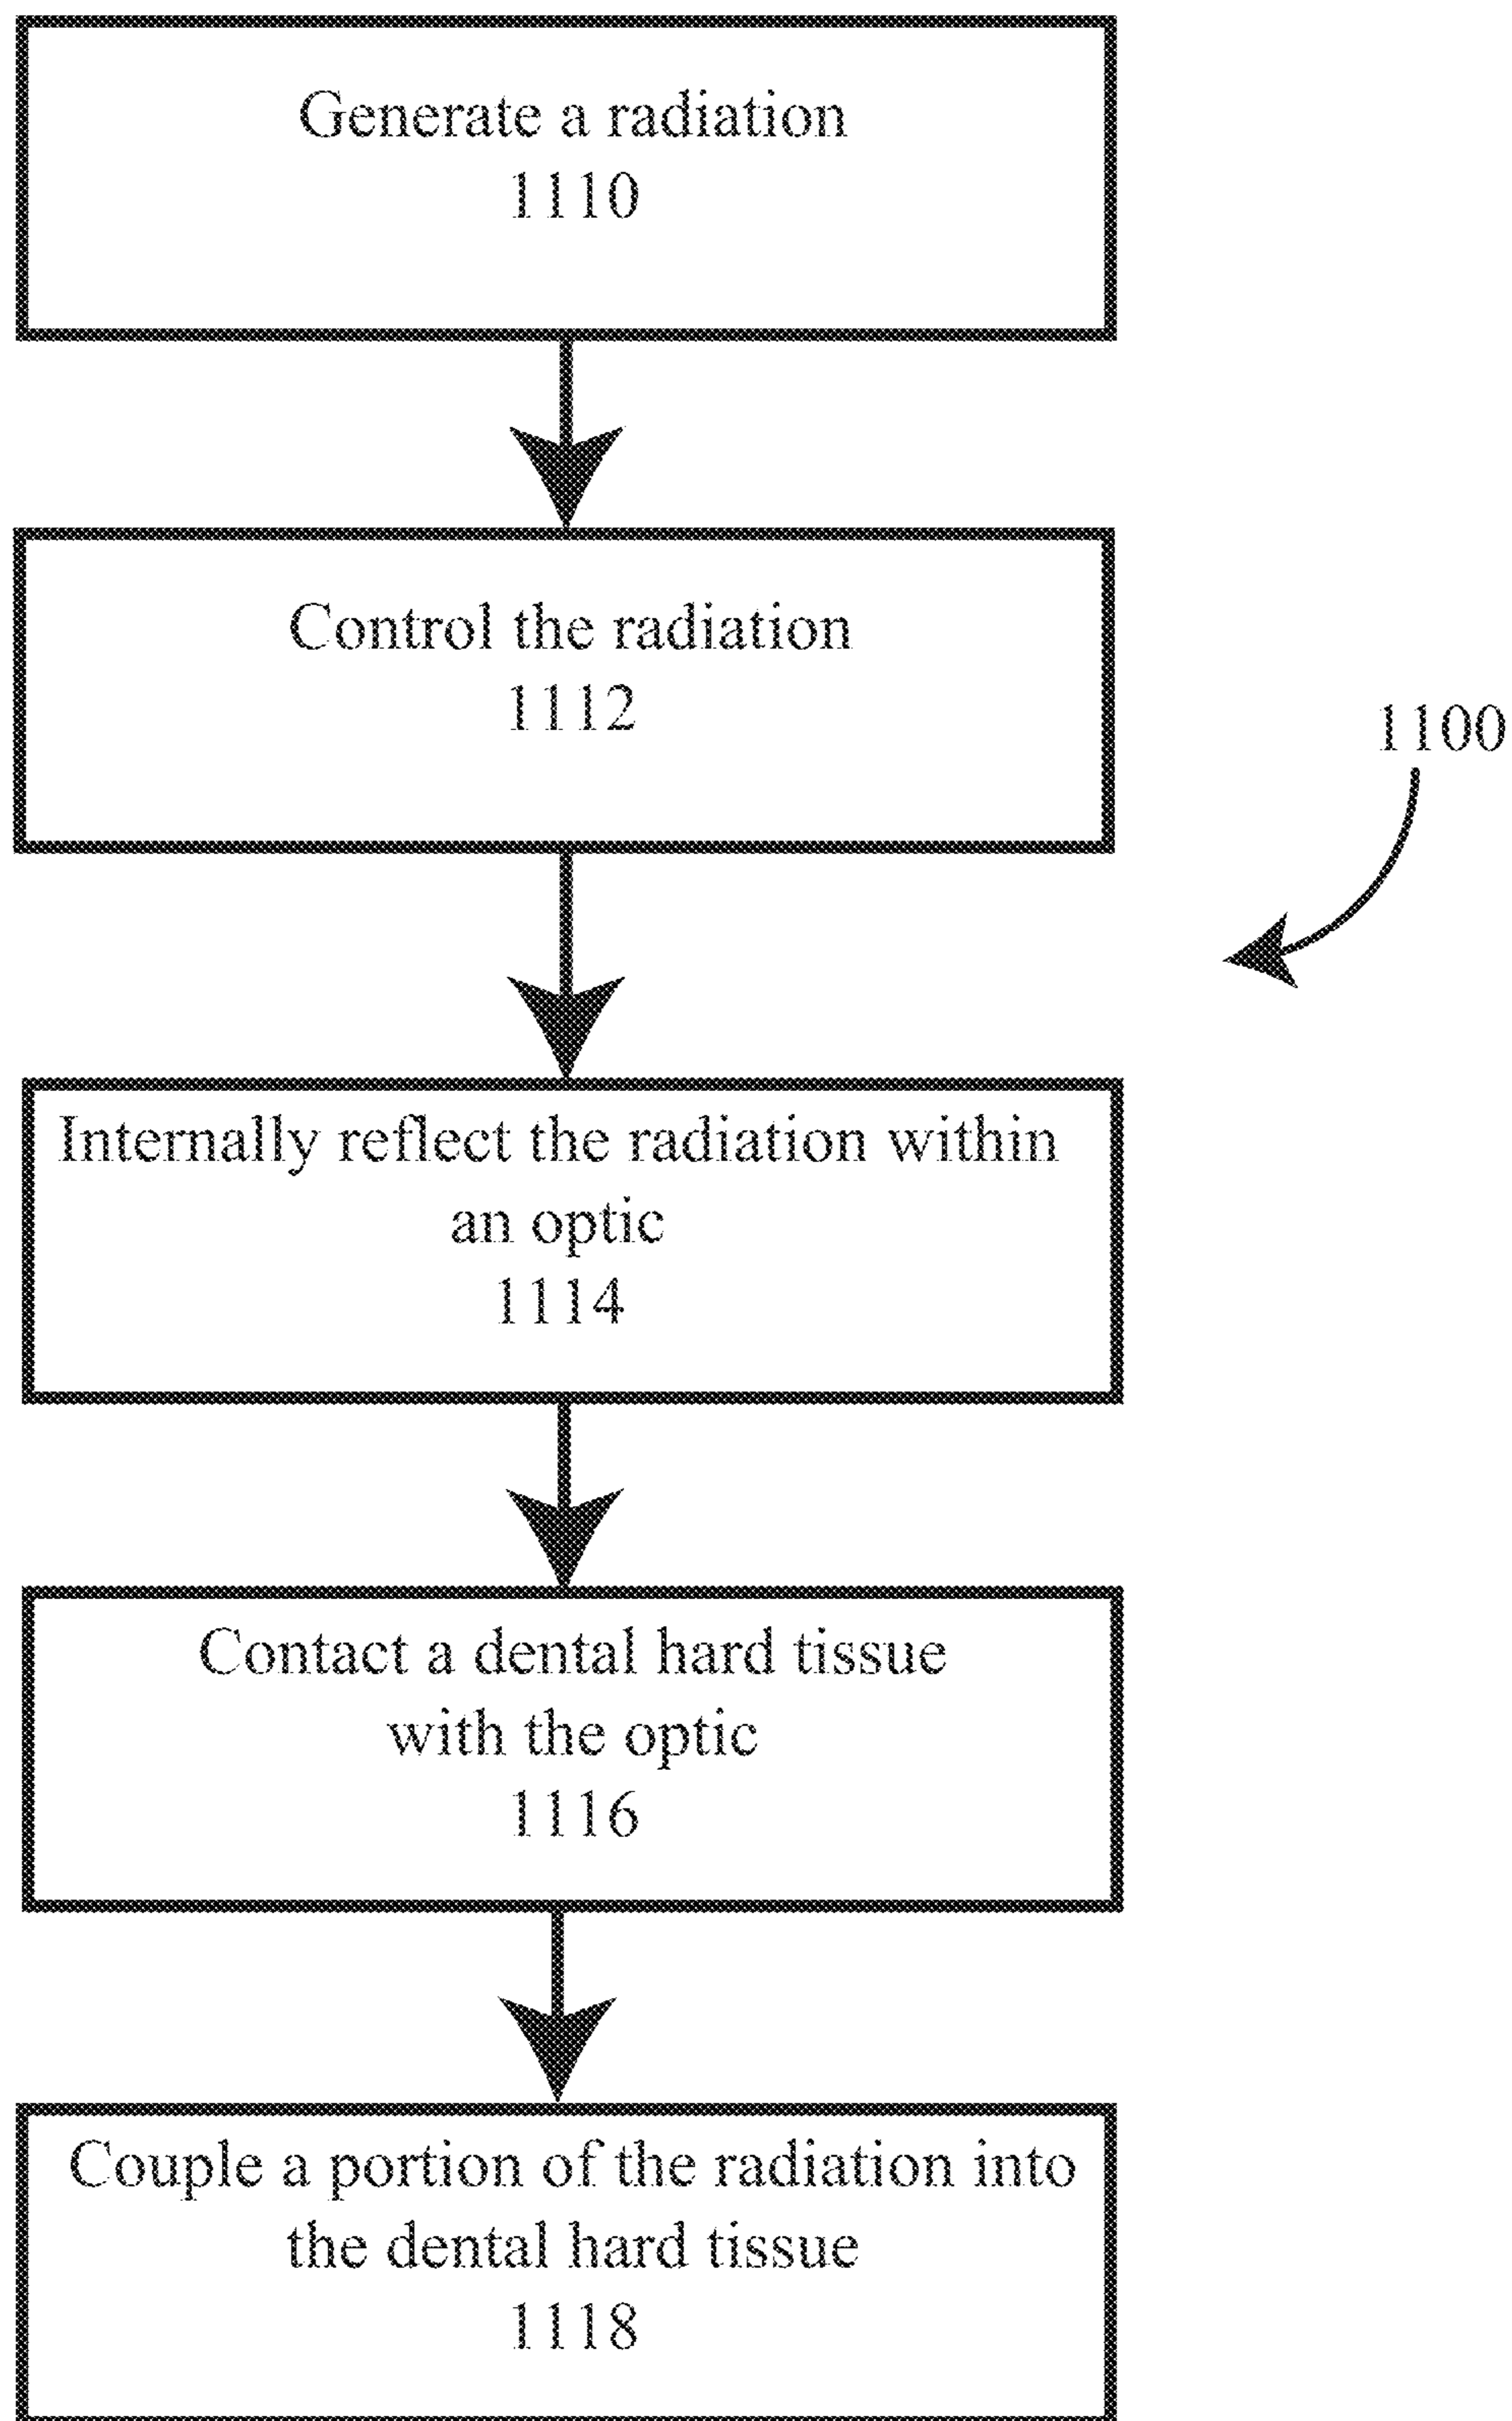 Generate a radiation
1110
Control the radiation
1112
1100
Internally reflect the radiation within
an optic
1114
Contact a dental hard tissue
with the optic
1116
Couple a portion of the radiation into
the dental hard tissue
1118